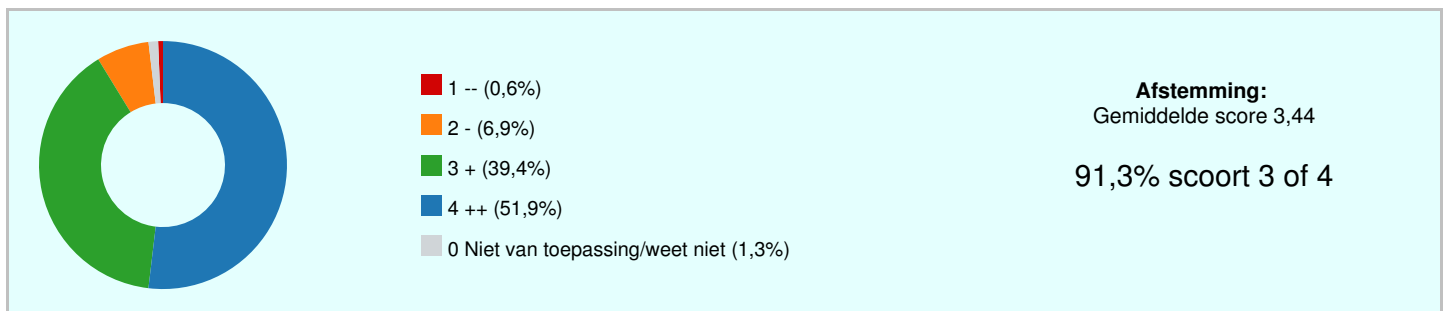 1 -- (0,6%)
2 - (6,9%)
3 + (39,4%)
4 ++ (51,9%)
0 Niet van toepassing/weet niet (1,3%)
Afstemming:
Gemiddelde score 3,44
91,3% scoort 3 of 4